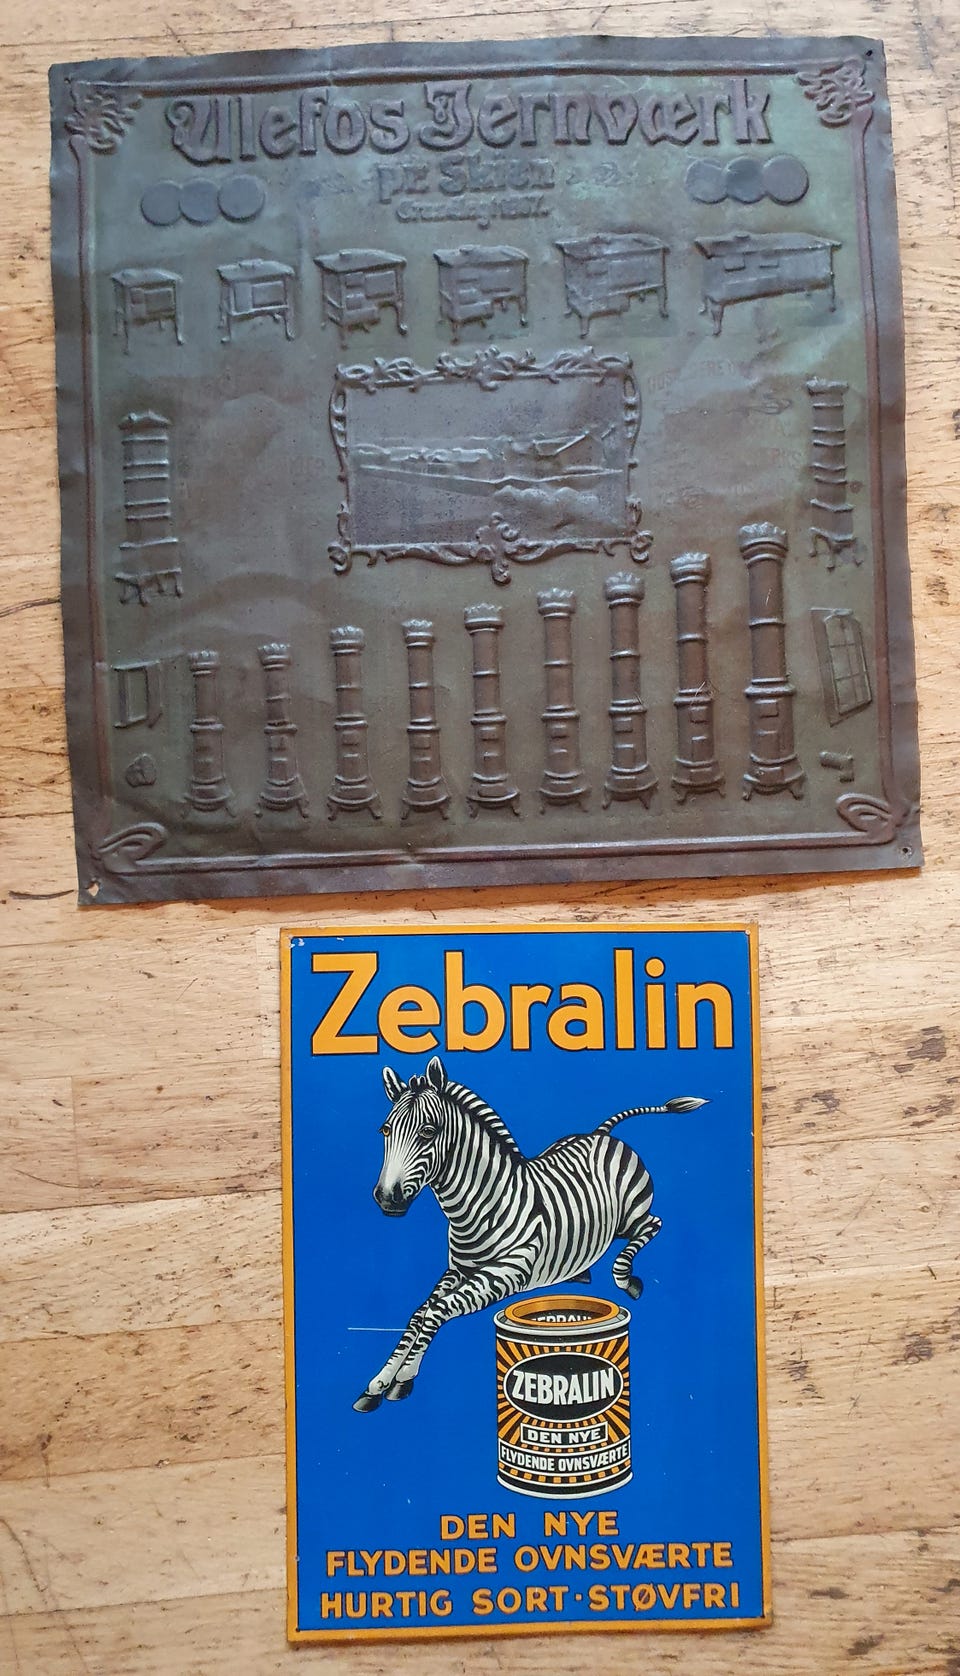 Ulefos Jernværk
pr Skien
Zebralin
ZEBRALIN
DEN NYE
FLYDENDE OVNSVÆRTE
DEN NYE
FLYDENDE OVNSVÆRTE
HURTIG SORT·STØVFRI